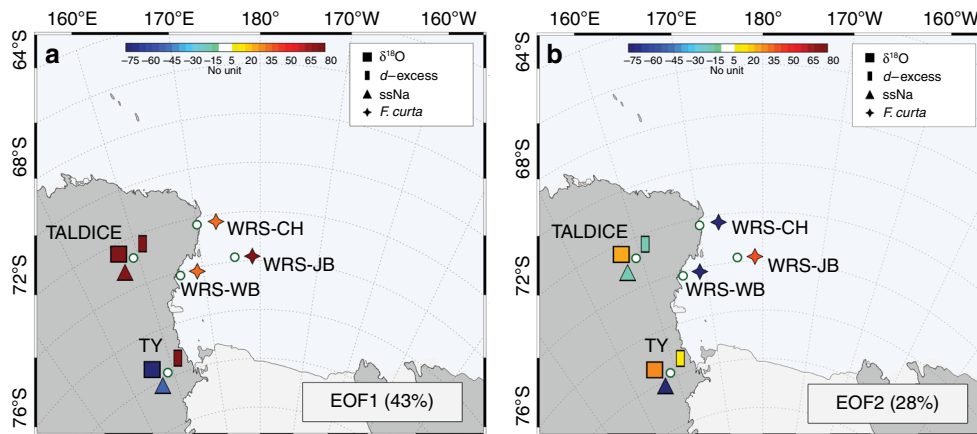 160°E 170°E 180° 170°W 160°W
64°S
68°S
72°S
76°S
a
−75 −60 −45 −30 −15 5 20 35 50 65 80
No unit
δ¹⁸O
d−excess
ssNa
F. curta
TALDICE
WRS-CH
WRS-JB
WRS-WB
TY
EOF1 (43%)
160°E 170°E 180° 170°W 160°W
64°S
68°S
72°S
76°S
b
−75 −60 −45 −30 −15 5 20 35 50 65 80
No unit
δ¹⁸O
d−excess
ssNa
F. curta
TALDICE
WRS-CH
WRS-JB
WRS-WB
TY
EOF2 (28%)